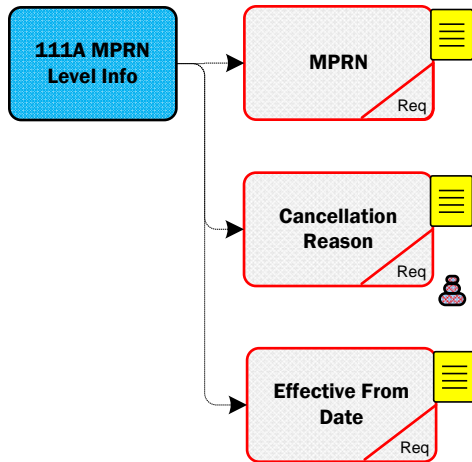 111A MPRN
Level Info
MPRN
Req
Cancellation
Reason
Req
Effective From
Date
Req